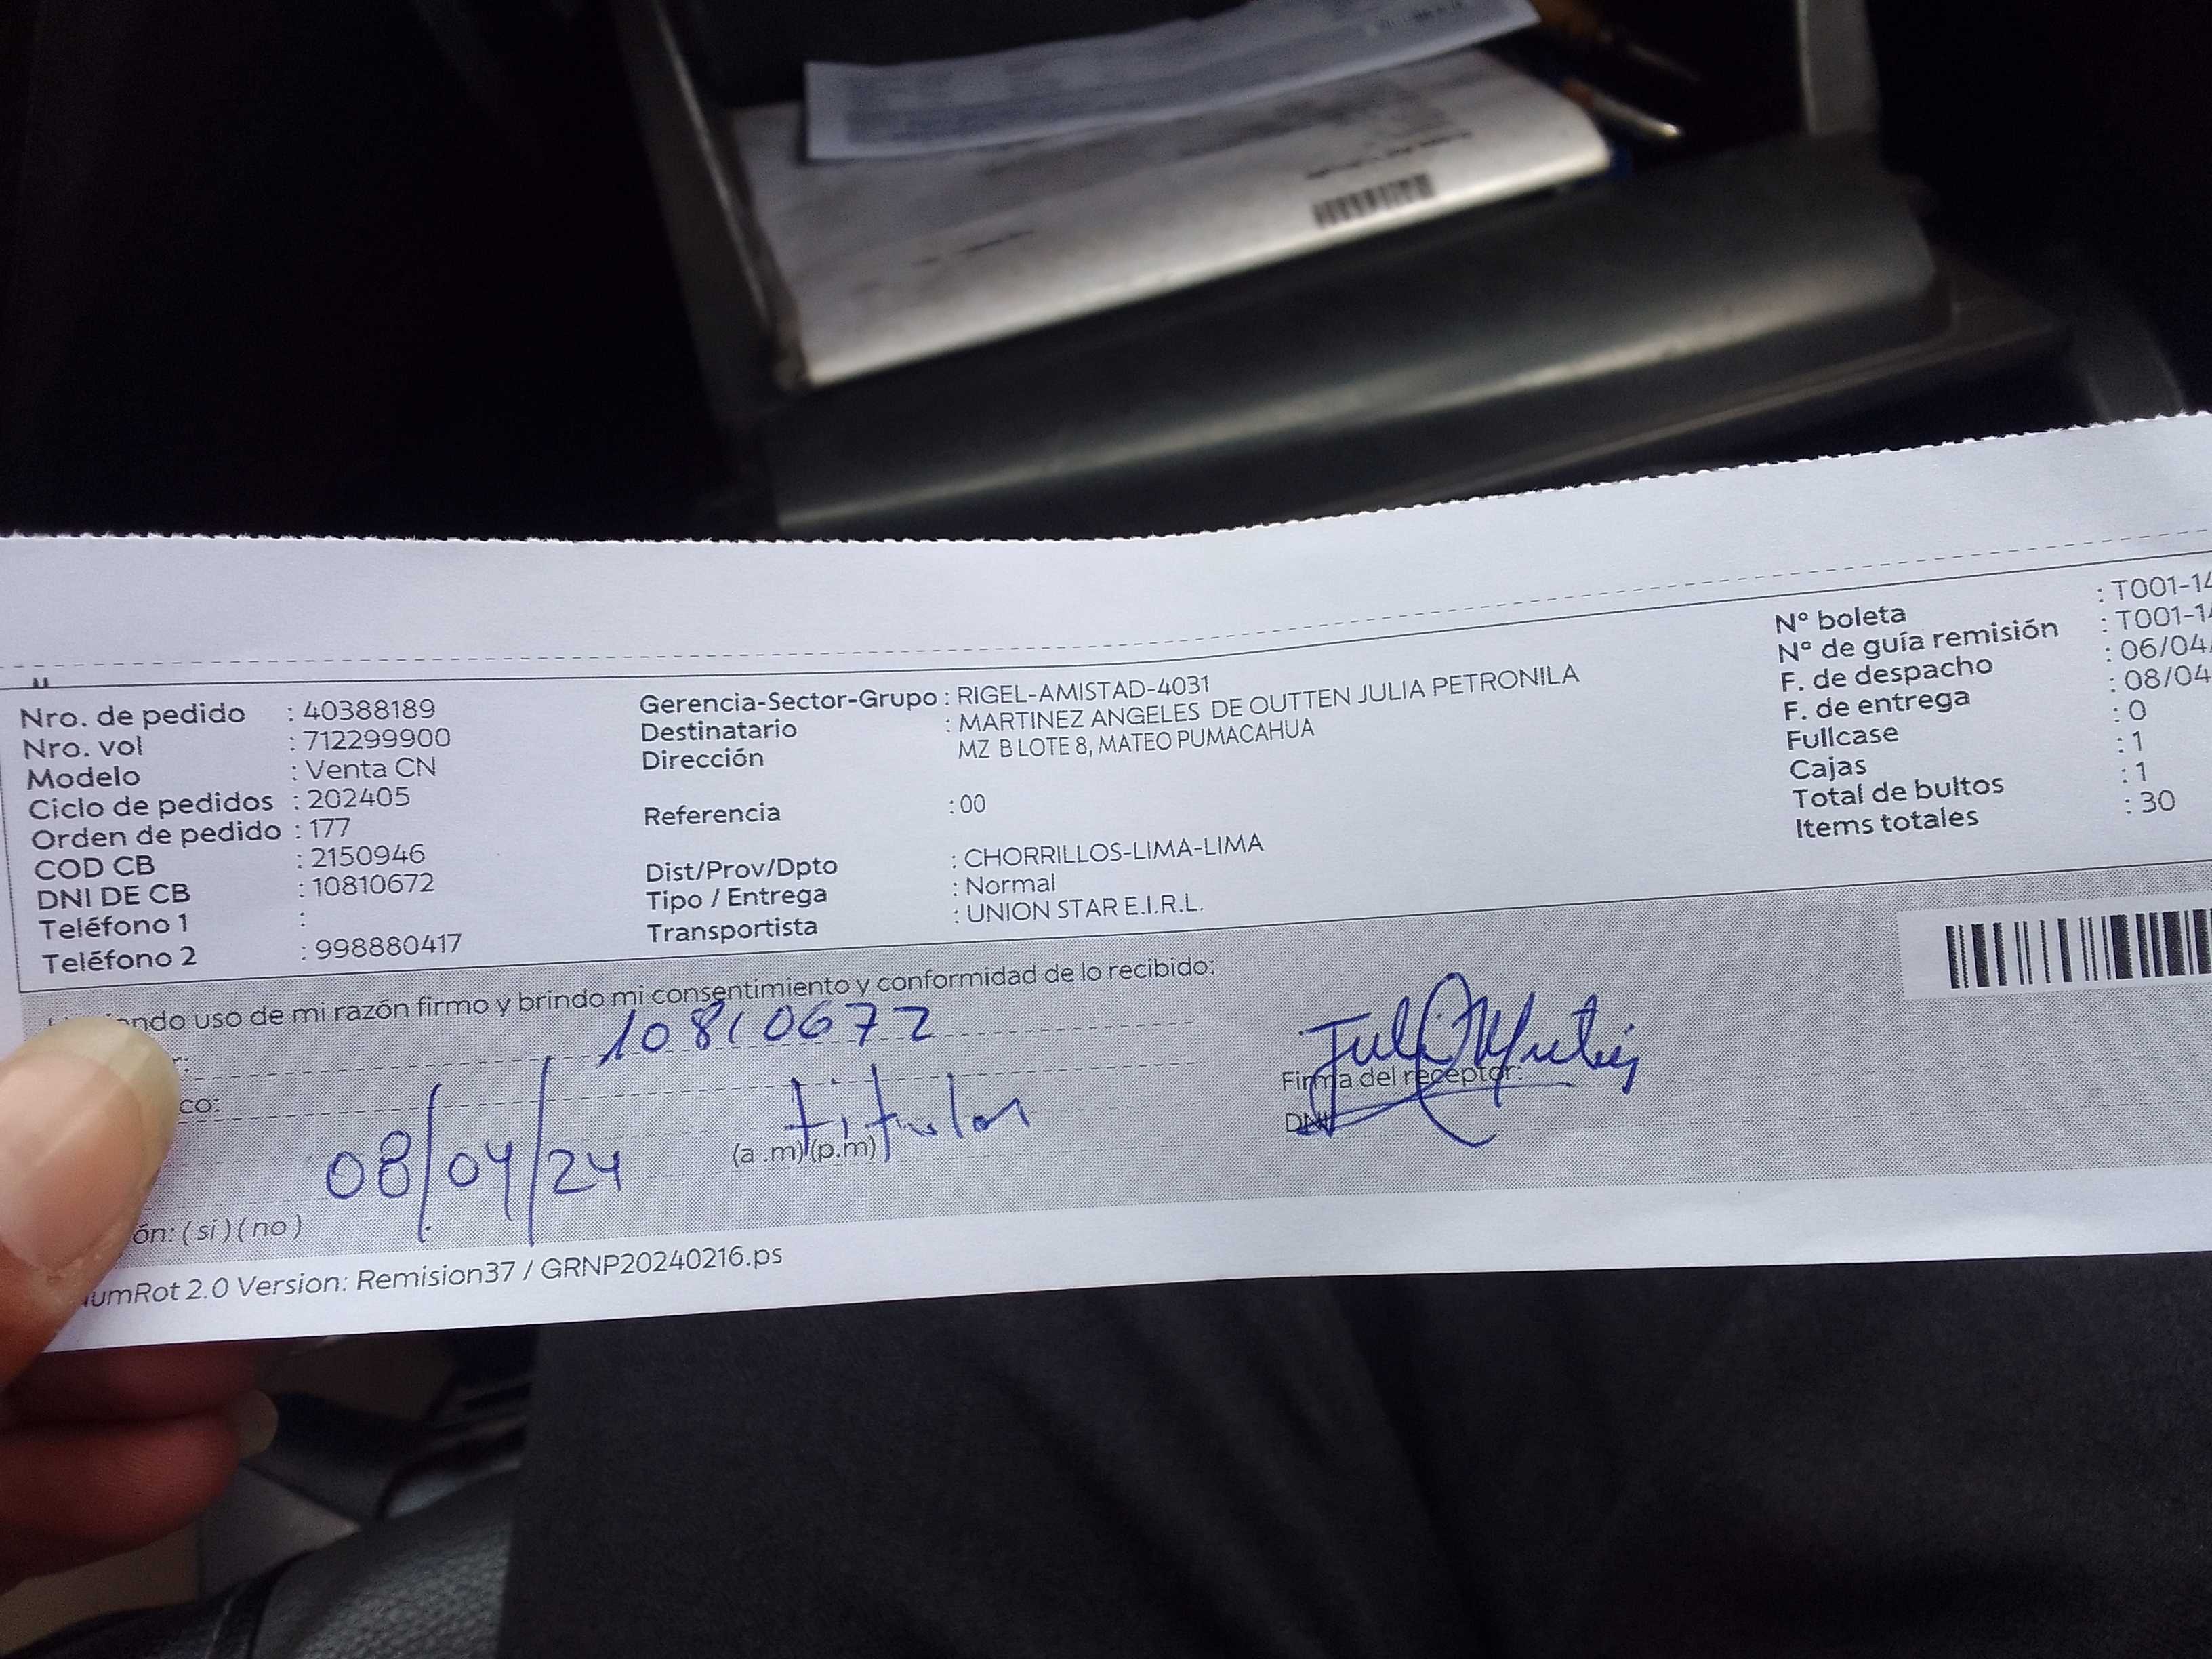 Nro. de pedido : 40388189
Nro. vol : 712299900
Modelo : Venta CN
Ciclo de pedidos : 202405
Orden de pedido : 177
COD CB : 2150946
DNI DE CB : 10810672
Teléfono 1 :
Teléfono 2 : 998880417
Gerencia-Sector-Grupo : RIGEL-AMISTAD-4031
Destinatario : MARTINEZ ANGELES DE OUTTEN JULIA PETRONILA
Dirección MZ B LOTE 8, MATEO PUMACAHUA
Referencia : 00
Dist/Prov/Dpto : CHORRILLOS-LIMA-LIMA
Tipo / Entrega : Normal
Transportista : UNION STAR E.I.R.L.
Nº boleta : T001-14
Nº de guía remisión : T001-14
F. de despacho : 06/04
F. de entrega : 08/04
Fullcase : 0
Cajas : 1
Total de bultos : 1
Items totales : 30
uso de mi razón firmo y brindo mi consentimiento y conformidad de lo recibido:
10810672
co:
08/04/24 titular
(a .m) (p.m)
Firma del receptor:
DNI
ón: ( si ) ( no )
umRot 2.0 Version: Remision37 / GRNP20240216.ps